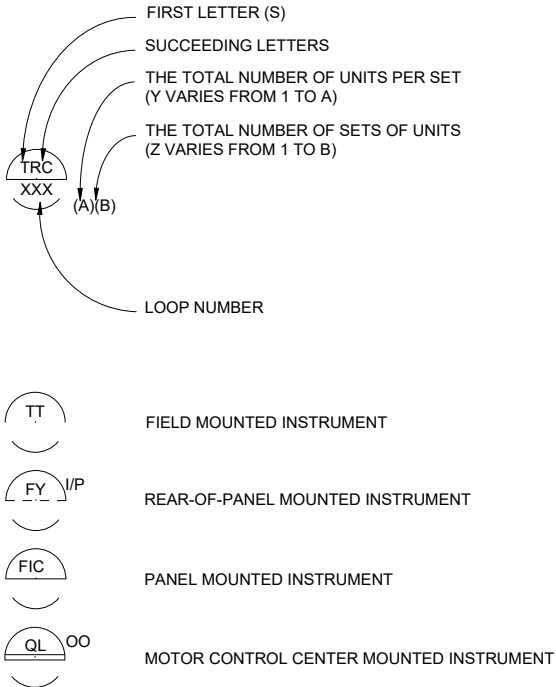 FIRST LETTER (S)
SUCCEEDING LETTERS
THE TOTAL NUMBER OF UNITS PER SET
(Y VARIES FROM 1 TO A)
THE TOTAL NUMBER OF SETS OF UNITS
(Z VARIES FROM 1 TO B)
TRC
XXX
(A)(B)
LOOP NUMBER
TT
FIELD MOUNTED INSTRUMENT
FY I/P
REAR-OF-PANEL MOUNTED INSTRUMENT
FIC
PANEL MOUNTED INSTRUMENT
QL OO
MOTOR CONTROL CENTER MOUNTED INSTRUMENT